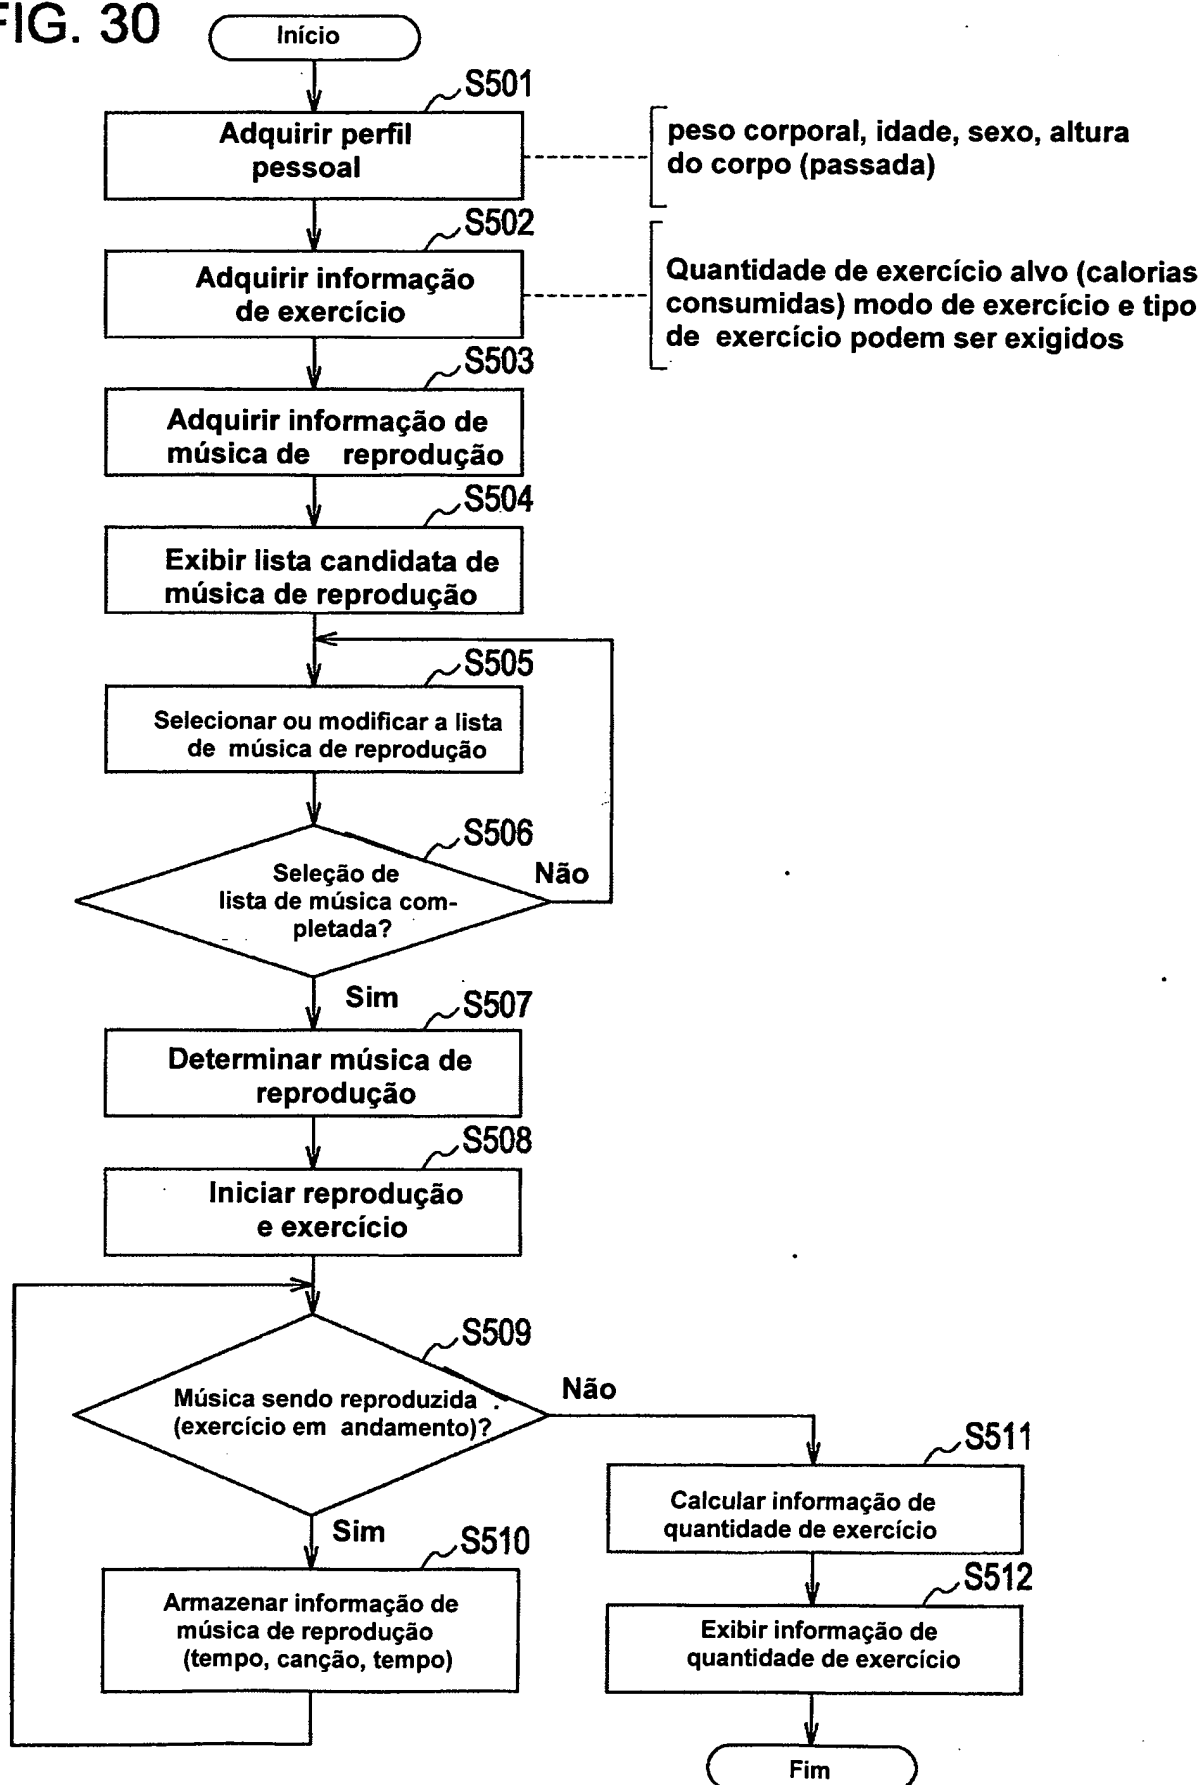 FIG. 30
Início
S501
Adquirir perfil
pessoal
peso corporal, idade, sexo, altura
do corpo (passada)
S502
Adquirir informação
de exercício
Quantidade de exercício alvo (calorias
consumidas) modo de exercício e tipo
de exercício podem ser exigidos
S503
Adquirir informação de
música de reprodução
S504
Exibir lista candidata de
música de reprodução
S505
Selecionar ou modificar a lista
de música de reprodução
S506
Seleção de
lista de música com-
pletada?
Não
Sim
S507
Determinar música de
reprodução
S508
Iniciar reprodução
e exercício
S509
Música sendo reproduzida
(exercício em andamento)?
Não
Sim
S510
Armazenar informação de
música de reprodução
(tempo, canção, tempo)
S511
Calcular informação de
quantidade de exercício
S512
Exibir informação de
quantidade de exercício
Fim